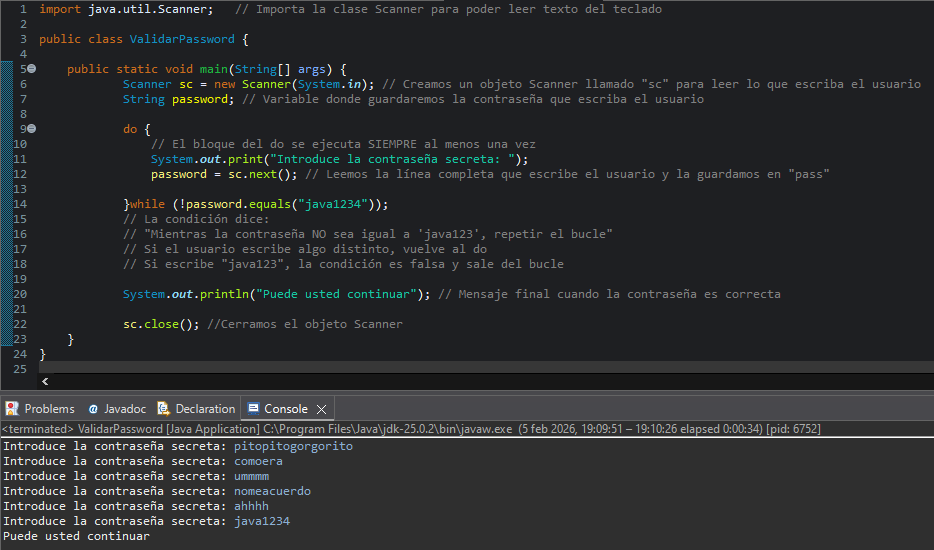 1 import java.util.Scanner;   // Importa la clase Scanner para poder leer texto del teclado
2
3 public class ValidarPassword {
4
5     public static void main(String[] args) {
6         Scanner sc = new Scanner(System.in); // Creamos un objeto Scanner llamado "sc" para leer lo que escriba el usuario
7         String password; // Variable donde guardaremos la contraseña que escriba el usuario
8
9         do {
10             // El bloque del do se ejecuta SIEMPRE al menos una vez
11             System.out.print("Introduce la contraseña secreta: ");
12             password = sc.next(); // Leemos la línea completa que escribe el usuario y la guardamos en "pass"
13
14         }while (!password.equals("java1234"));
15         // La condición dice:
16         // "Mientras la contraseña NO sea igual a 'java123', repetir el bucle"
17         // Si el usuario escribe algo distinto, vuelve al do
18         // Si escribe "java123", la condición es falsa y sale del bucle
19
20         System.out.println("Puede usted continuar"); // Mensaje final cuando la contraseña es correcta
21
22         sc.close(); //Cerramos el objeto Scanner
23     }
24 }
25
Problems @ Javadoc Declaration Console
<terminated> ValidarPassword [Java Application] C:\Program Files\Java\jdk-25.0.2\bin\javaw.exe (5 feb 2026, 19:09:51 – 19:10:26 elapsed 0:00:34) [pid: 6752]
Introduce la contraseña secreta: pitopitogorgorito
Introduce la contraseña secreta: comoera
Introduce la contraseña secreta: ummmm
Introduce la contraseña secreta: nomeacuerdo
Introduce la contraseña secreta: ahhhh
Introduce la contraseña secreta: java1234
Puede usted continuar